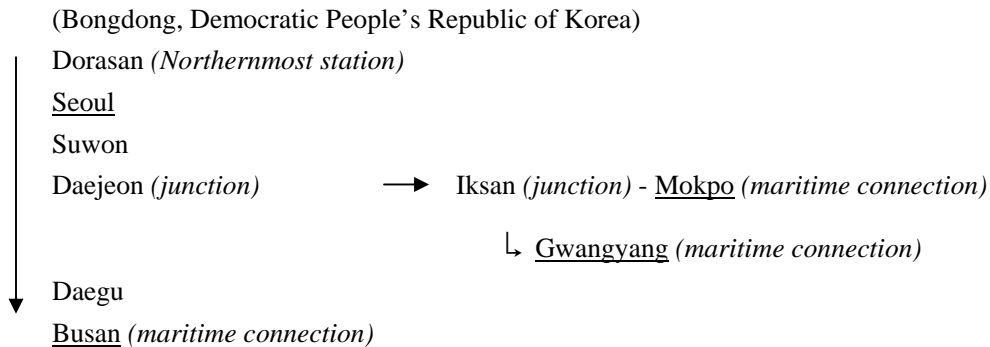 (Bongdong, Democratic People’s Republic of Korea)
Dorasan (Northernmost station)
Seoul
Suwon
Daejeon (junction) → Iksan (junction) - Mokpo (maritime connection)
↳ Gwangyang (maritime connection)
Daegu
Busan (maritime connection)